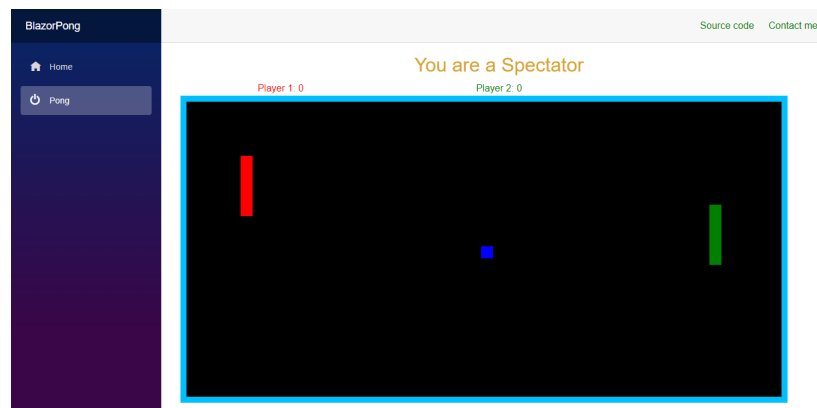 BlazorPong
Source code Contact me
Home
Pong
You are a Spectator
Player 1: 0 Player 2: 0